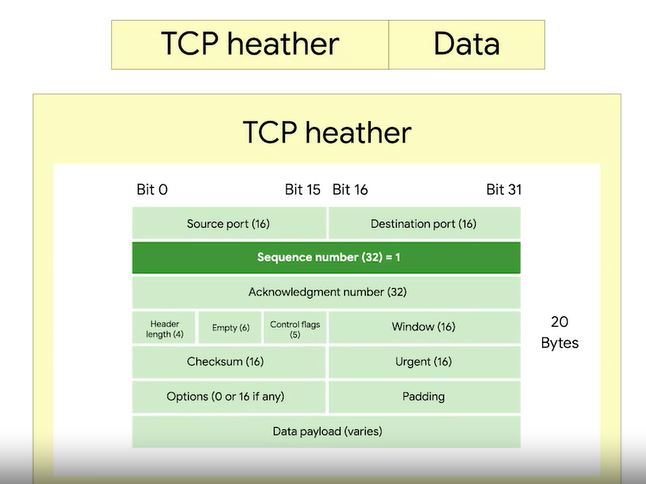 TCP heather Data
TCP heather
Bit 0 Bit 15 Bit 16 Bit 31
Source port (16) Destination port (16)
Sequence number (32) = 1
Acknowledgment number (32)
Header
length (4) Empty (6) Control flags
(5) Window (16)
20
Bytes
Checksum (16) Urgent (16)
Options (0 or 16 if any) Padding
Data payload (varies)